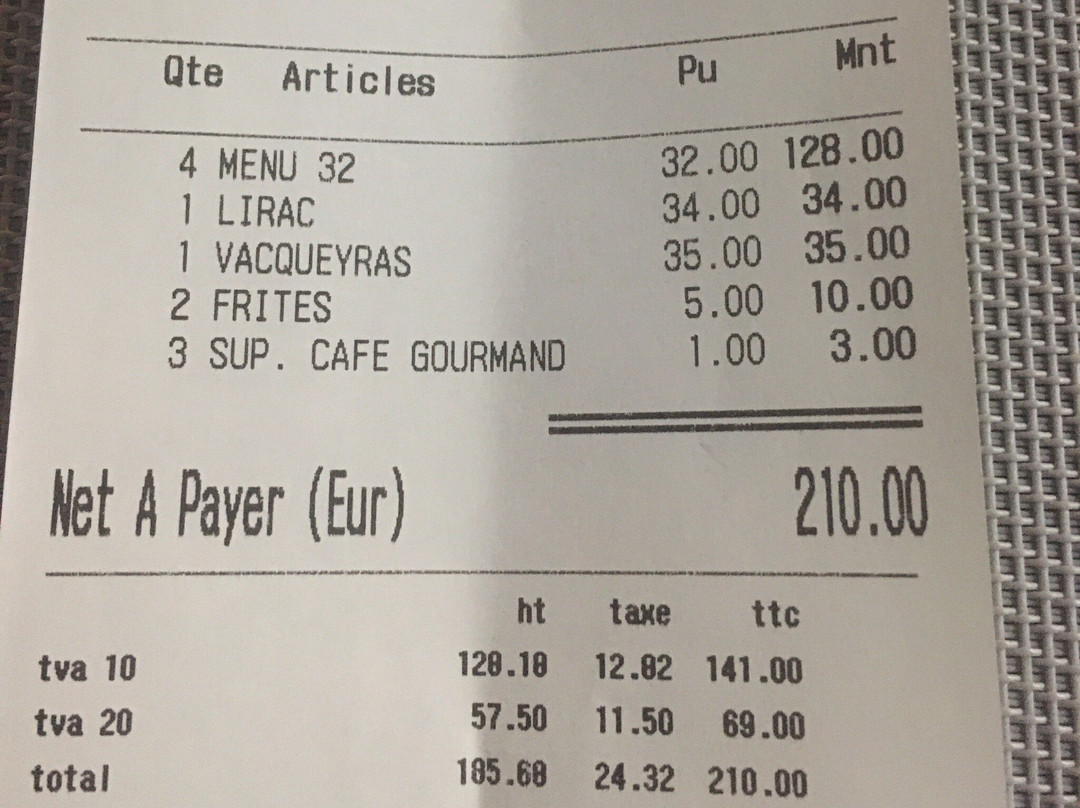 Qte Articles Pu Mnt
4 MENU 32 32.00 128.00
1 LIRAC 34.00 34.00
1 VACQUEYRAS 35.00 35.00
2 FRITES 5.00 10.00
3 SUP. CAFE GOURMAND 1.00 3.00
Net A Payer (Eur) 210.00
ht taxe ttc
tva 10 128.18 12.82 141.00
tva 20 57.50 11.50 69.00
total 185.68 24.32 210.00